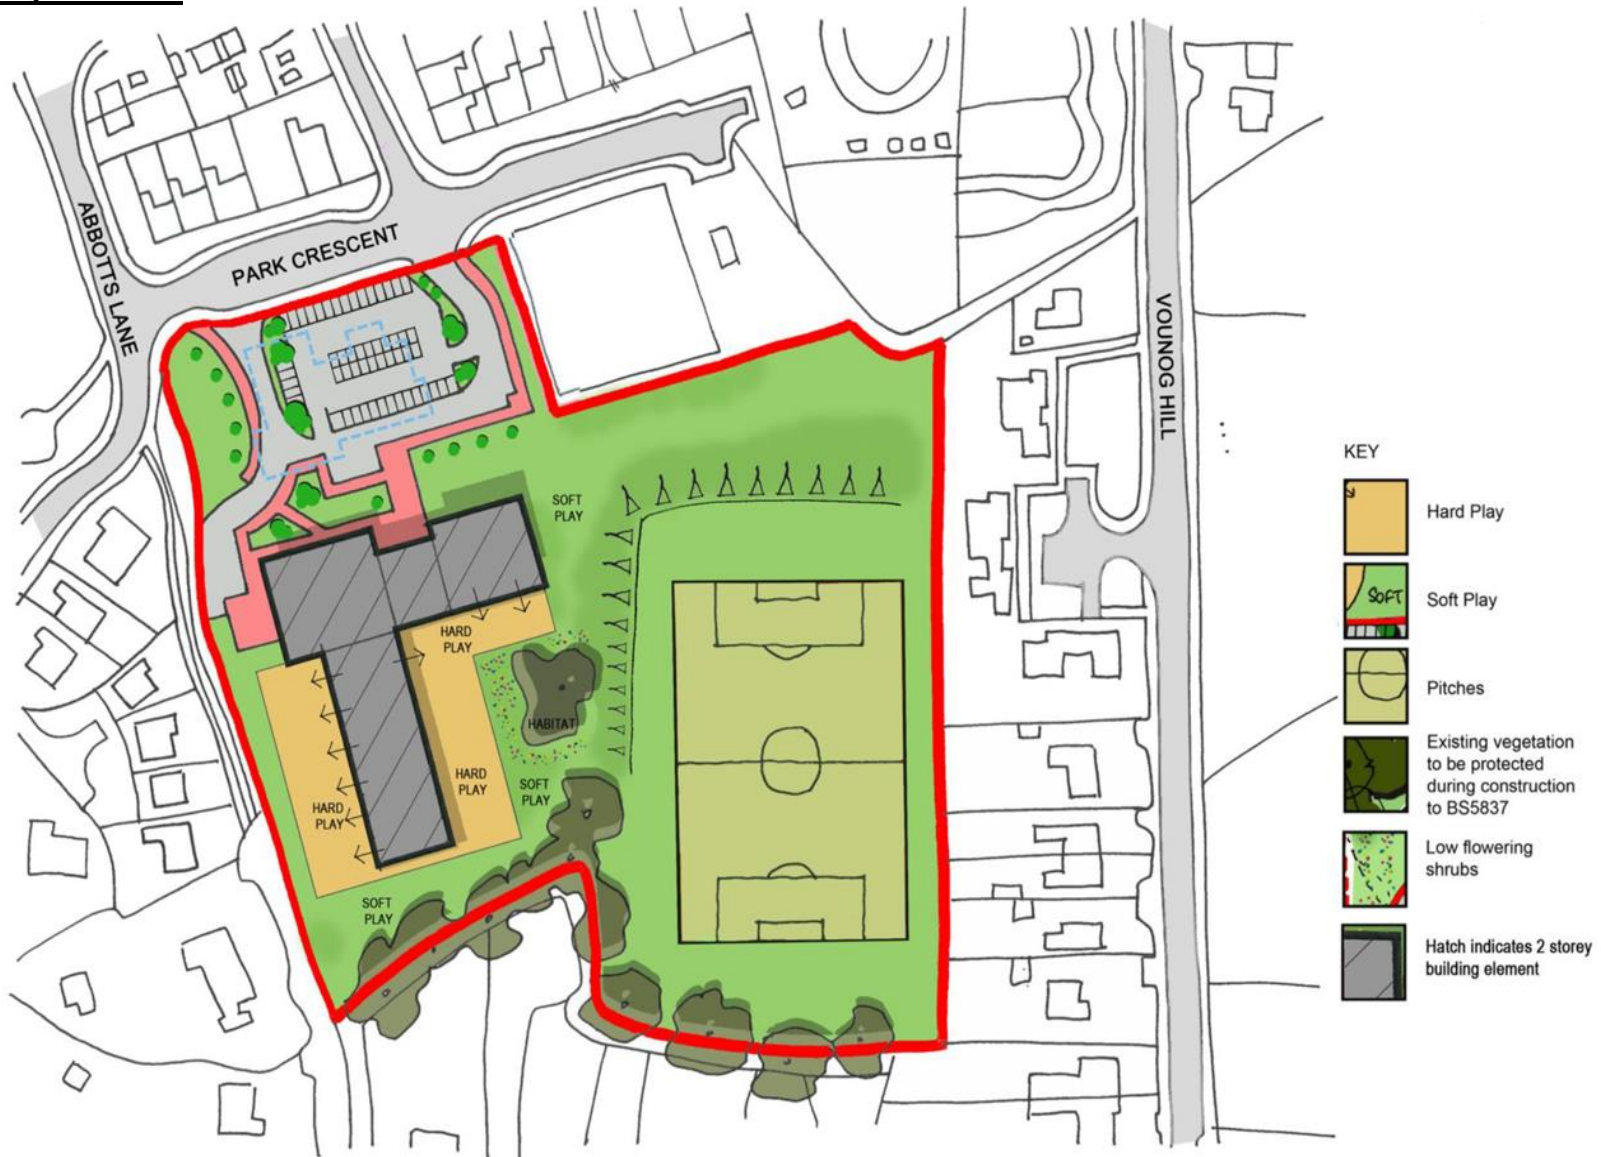 ABBOTTS LANE
PARK CRESCENT
VOUNOG HILL
SOFT
PLAY
HARD
PLAY
HABITAT
HARD
PLAY
SOFT
PLAY
HARD
PLAY
SOFT
PLAY
KEY
Hard Play
SOFT
Soft Play
Pitches
Existing vegetation
to be protected
during construction
to BS5837
Low flowering
shrubs
Hatch indicates 2 storey
building element